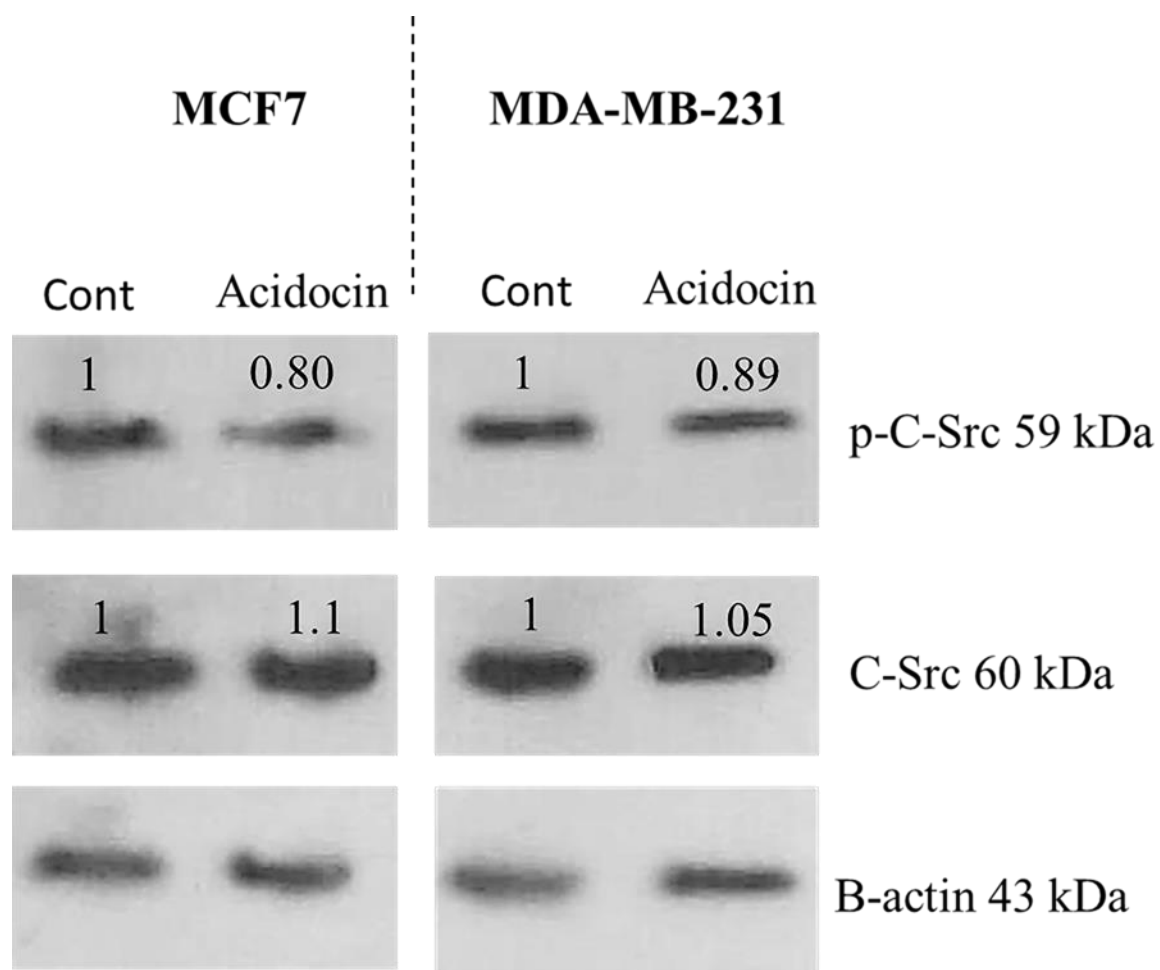 MCF7 MDA-MB-231
Cont Acidocin Cont Acidocin
1 0.80 1 0.89
p-C-Src 59 kDa
1 1.1 1 1.05
C-Src 60 kDa
B-actin 43 kDa